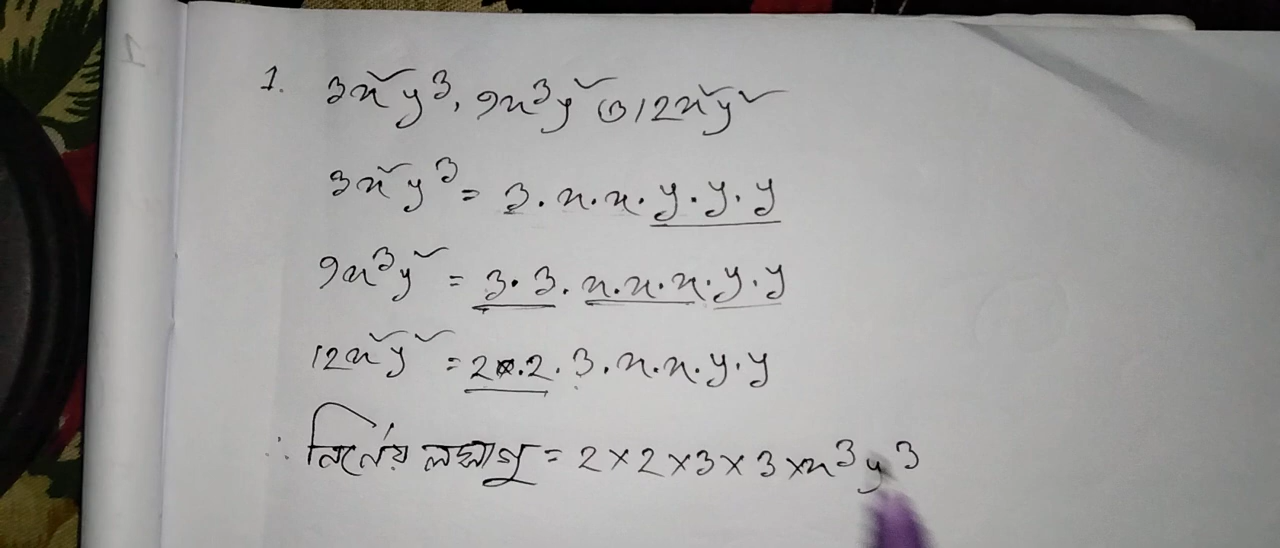 1. 3x²y³, 9x³y² ও 12x²y²
3x²y³ = 3.x.x.y.y.y
9x³y² = 3.3.x.x.x.y.y
12x²y² = 2.2.3.x.x.y.y
∴ নির্ণেয় লসাগু = 2×2×3×3×x³y³